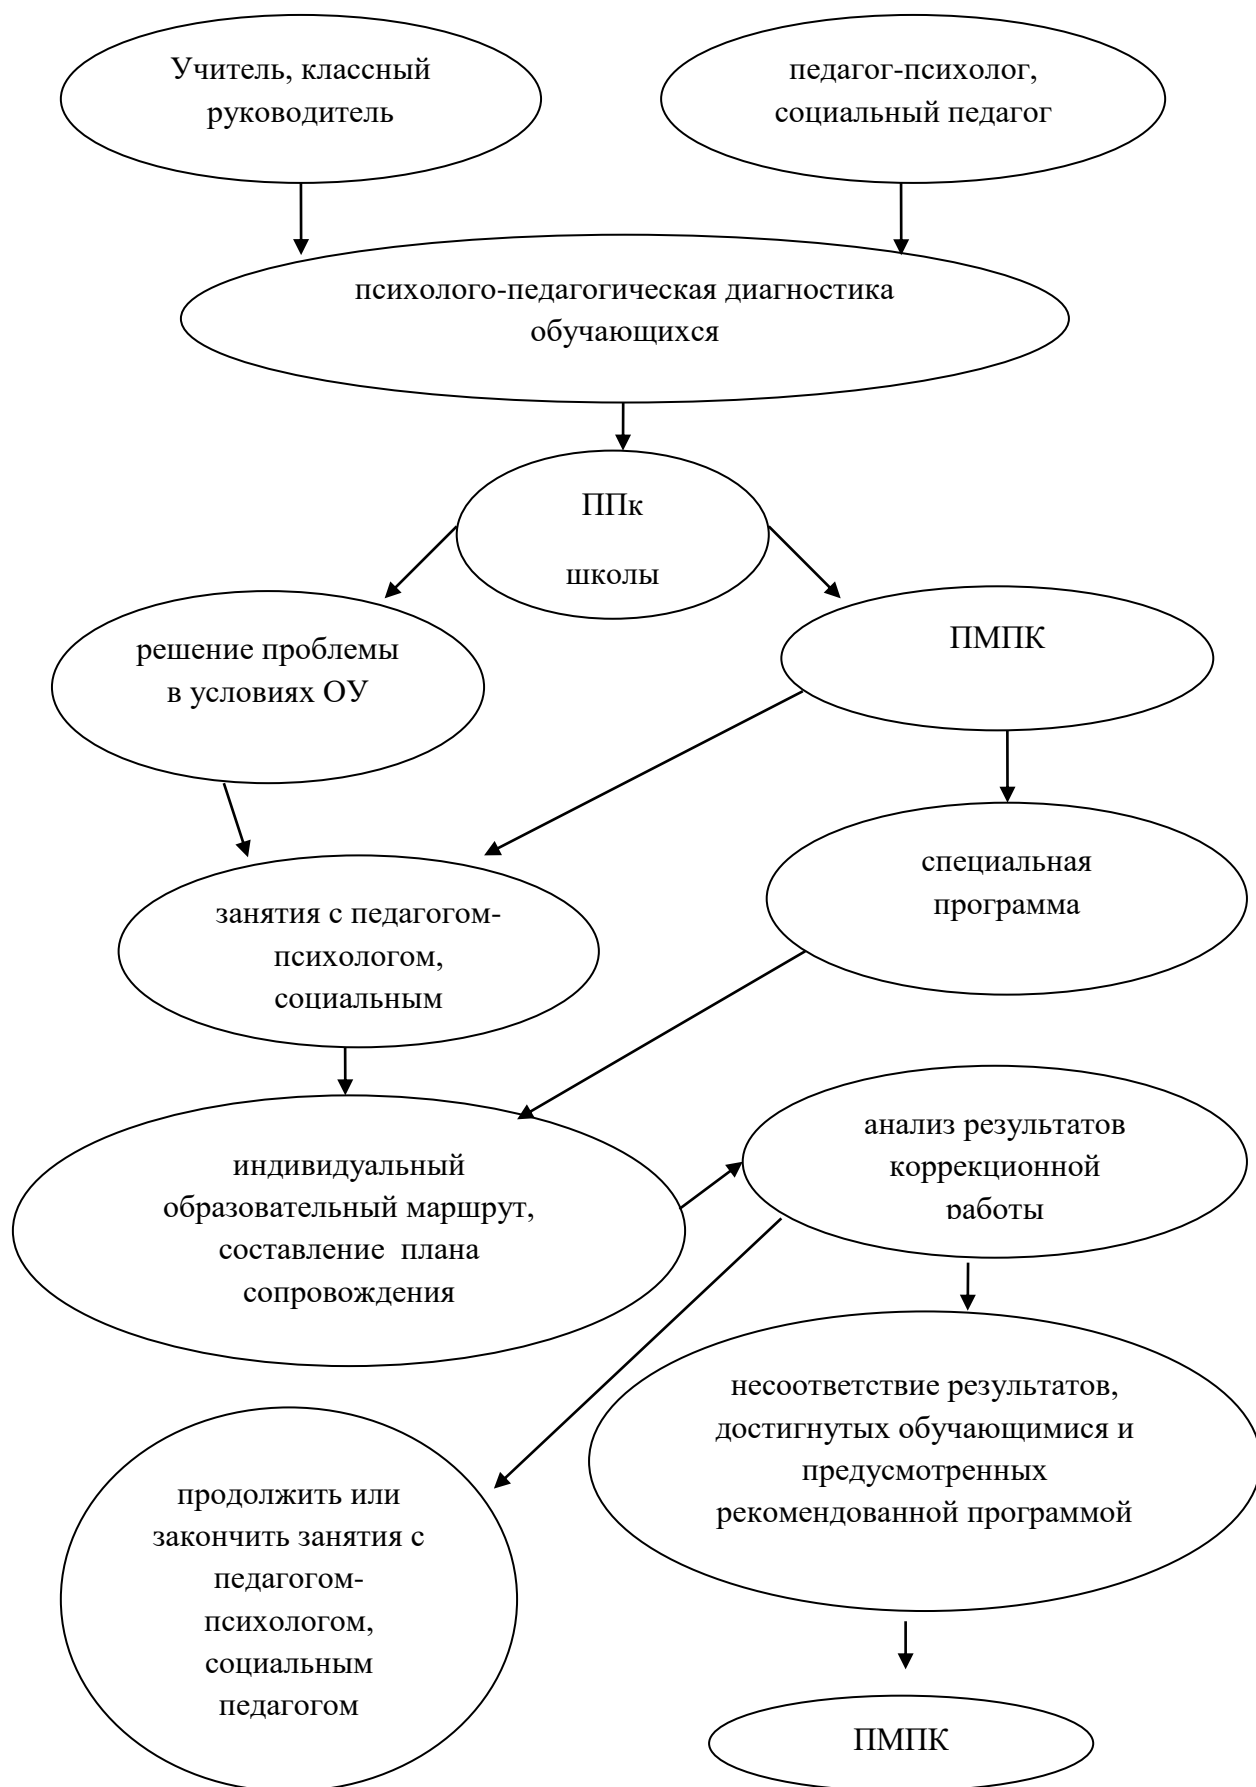 Учитель, классный
руководитель
педагог-психолог,
социальный педагог
психолого-педагогическая диагностика
обучающихся
ППк
школы
решение проблемы
в условиях ОУ
ПМПК
специальная
программа
занятия с педагогом-
психологом,
социальным
анализ результатов
коррекционной
работы
индивидуальный
образовательный маршрут,
составление плана
сопровождения
несоответствие результатов,
достигнутых обучающимися и
предусмотренных
рекомендованной программой
продолжить или
закончить занятия с
педагогом-
психологом,
социальным
педагогом
ПМПК